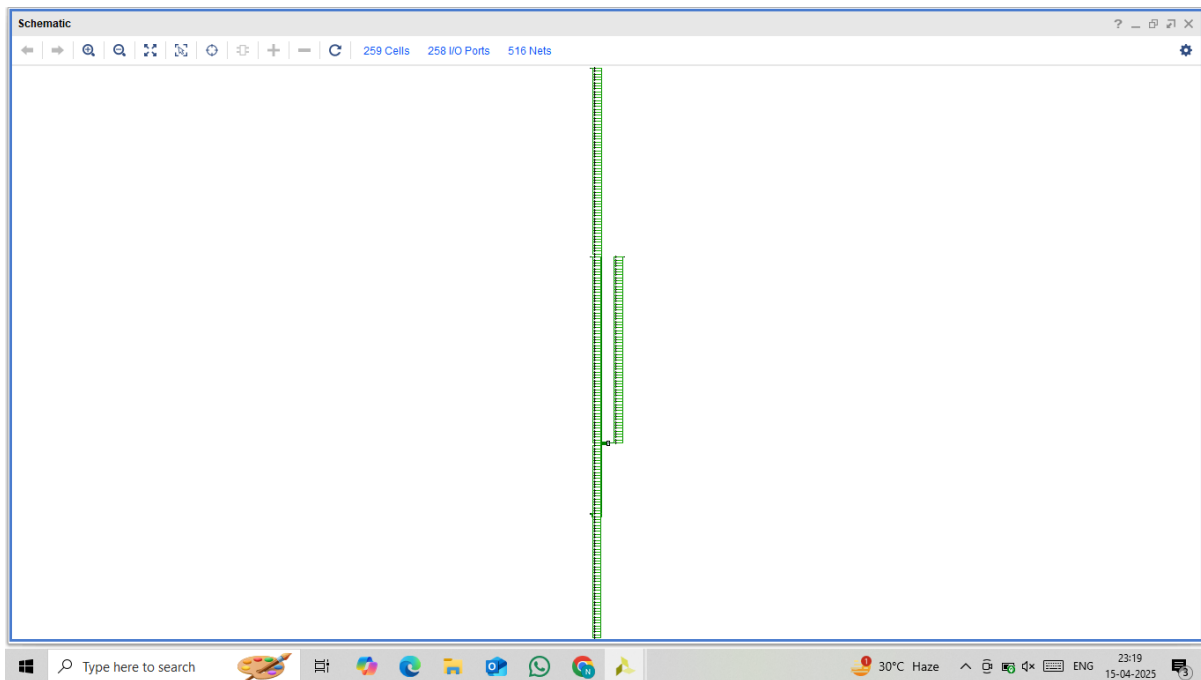 Schematic
259 Cells 258 I/O Ports 516 Nets
Type here to search
30°C Haze
ENG
23:19
15-04-2025